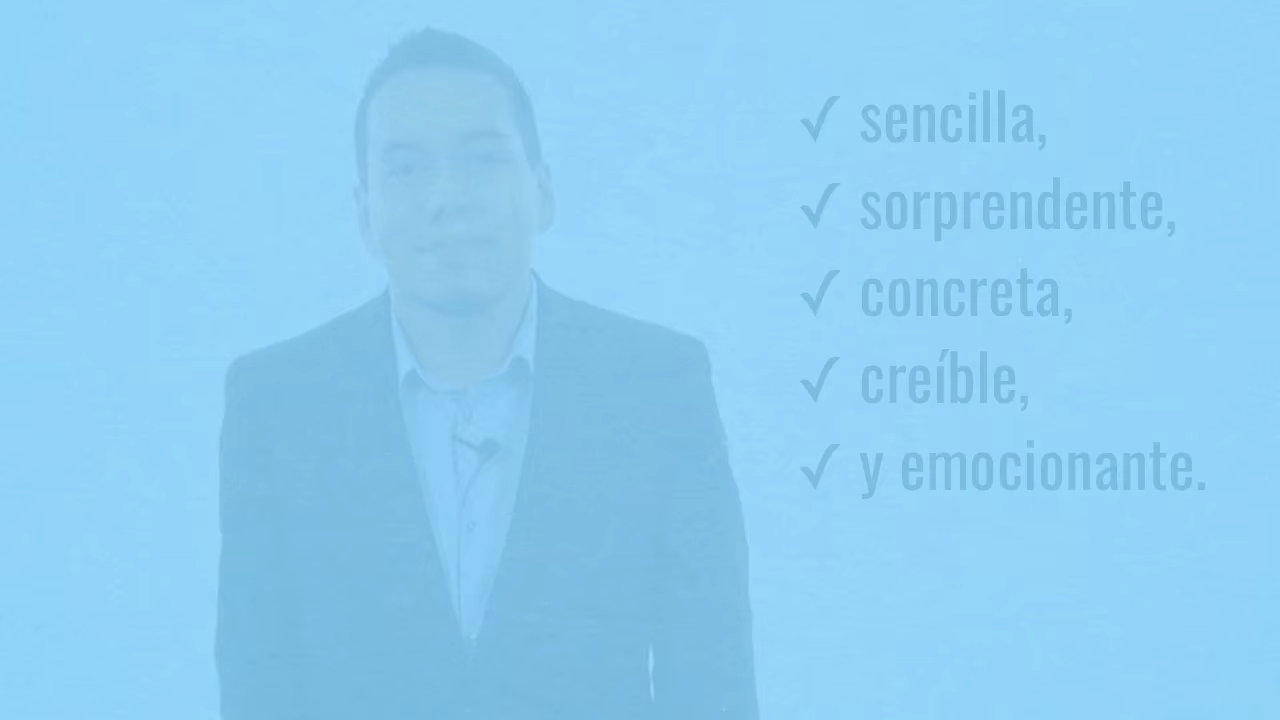 ✓ sencilla,
✓ sorprendente,
✓ concreta,
✓ creíble,
✓ y emocionante.